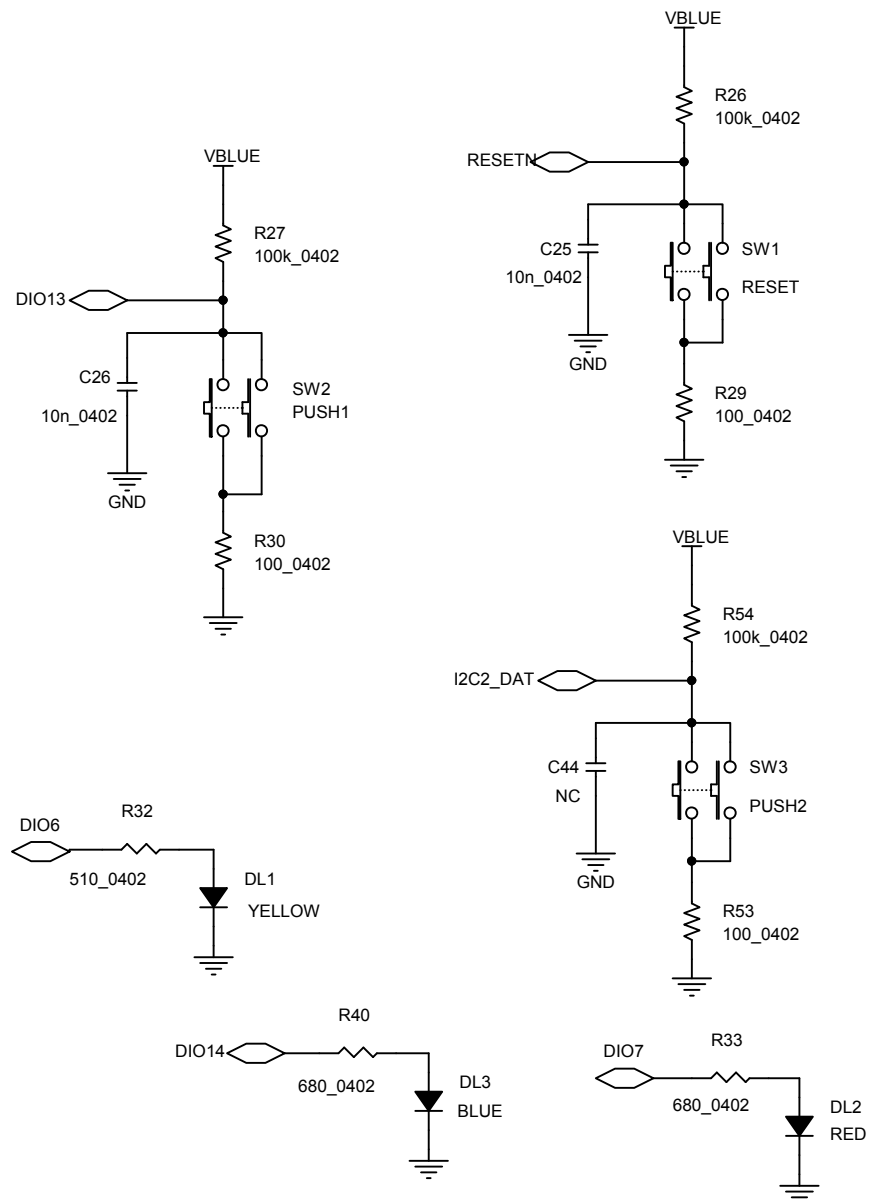 VBLUE
R26
100k_0402
RESETN
C25
10n_0402
SW1
RESET
GND
R29
100_0402
VBLUE
R27
100k_0402
DIO13
C26
10n_0402
SW2
PUSH1
GND
R30
100_0402
VBLUE
R54
100k_0402
I2C2_DAT
C44
NC
SW3
PUSH2
GND
R53
100_0402
DIO6
R32
510_0402
DL1
YELLOW
DIO14
R40
680_0402
DL3
BLUE
DIO7
R33
680_0402
DL2
RED